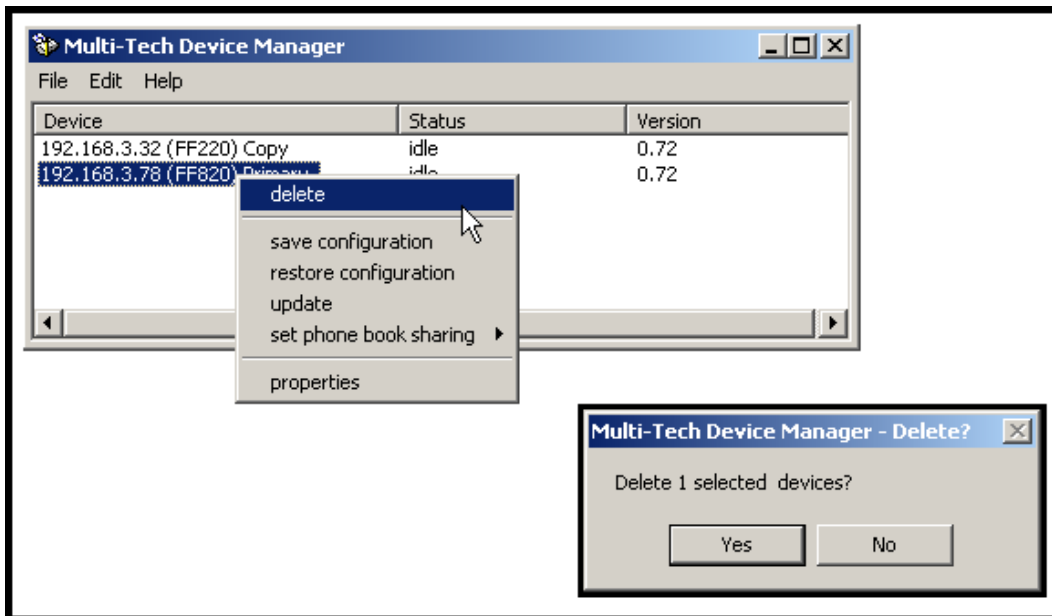 Multi-Tech Device Manager
File Edit Help
Device Status Version
192.168.3.32 (FF220) Copy idle 0.72
192.168.3.78 (FF820) Primary idle 0.72
delete
save configuration
restore configuration
update
set phone book sharing
properties
Multi-Tech Device Manager - Delete?
Delete 1 selected devices?
Yes No